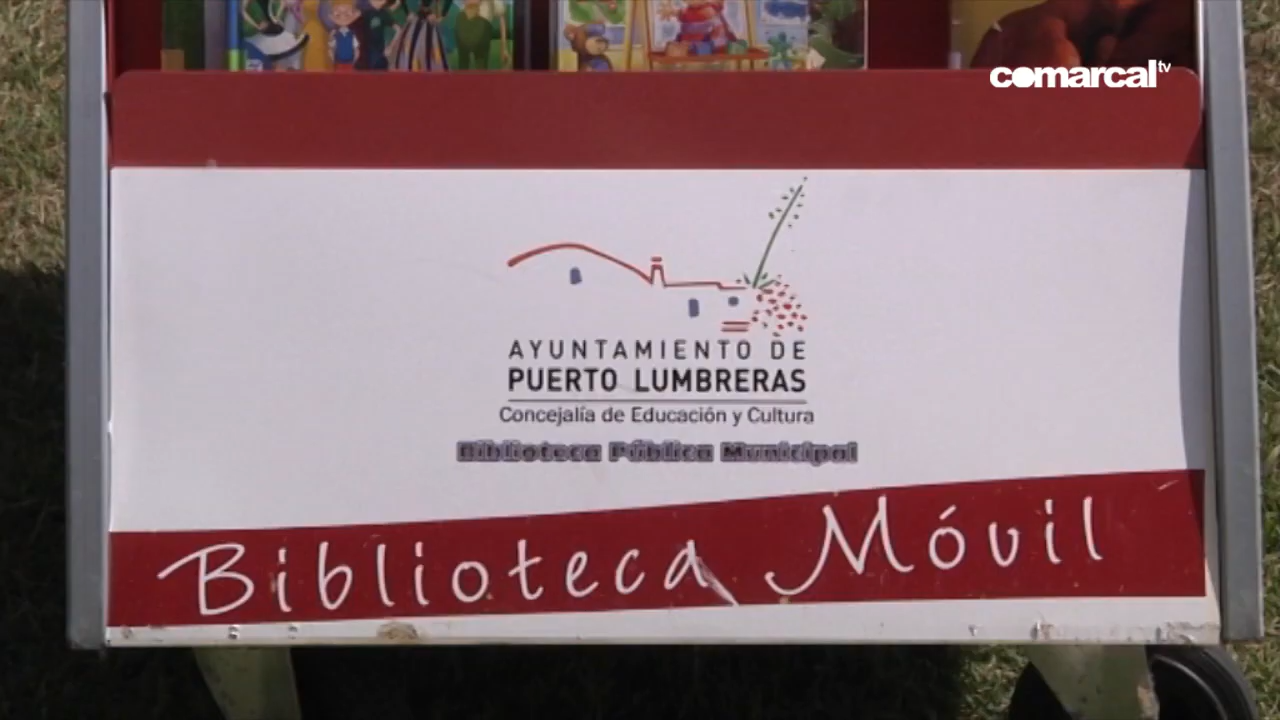 comarcal tv
AYUNTAMIENTO DE
PUERTO LUMBRERAS
Concejalía de Educación y Cultura
Biblioteca Pública Municipal
Biblioteca Móvil